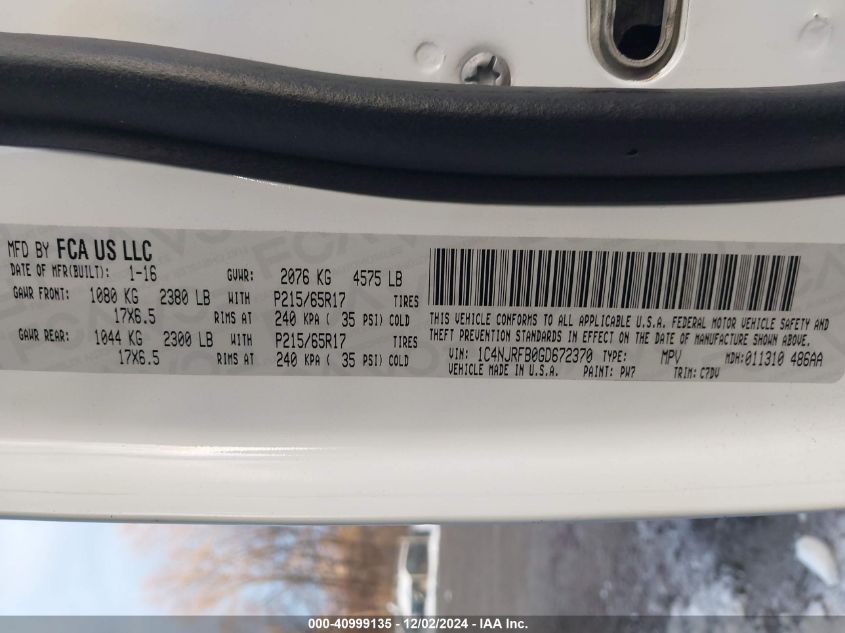 MFD BY FCA US LLC
DATE OF MFR(BUILT): 1-16 GVWR: 2076 KG 4575 LB
GAWR FRONT: 1080 KG 2380 LB WITH P215/65R17 TIRES
17X6.5 RIMS AT 240 KPA ( 35 PSI) COLD
GAWR REAR: 1044 KG 2300 LB WITH P215/65R17 TIRES
17X6.5 RIMS AT 240 KPA ( 35 PSI) COLD
THIS VEHICLE CONFORMS TO ALL APPLICABLE U.S.A. FEDERAL MOTOR VEHICLE SAFETY AND
THEFT PREVENTION STANDARDS IN EFFECT ON THE DATE OF MANUFACTURE SHOWN ABOVE.
VIN: 1C4NJRFB0GD672370 TYPE: MPV MDH: 011310 486AA
VEHICLE MADE IN U.S.A. PAINT: PW7 TRIM: C7DV
000-40999135 - 12/02/2024 - IAA Inc.